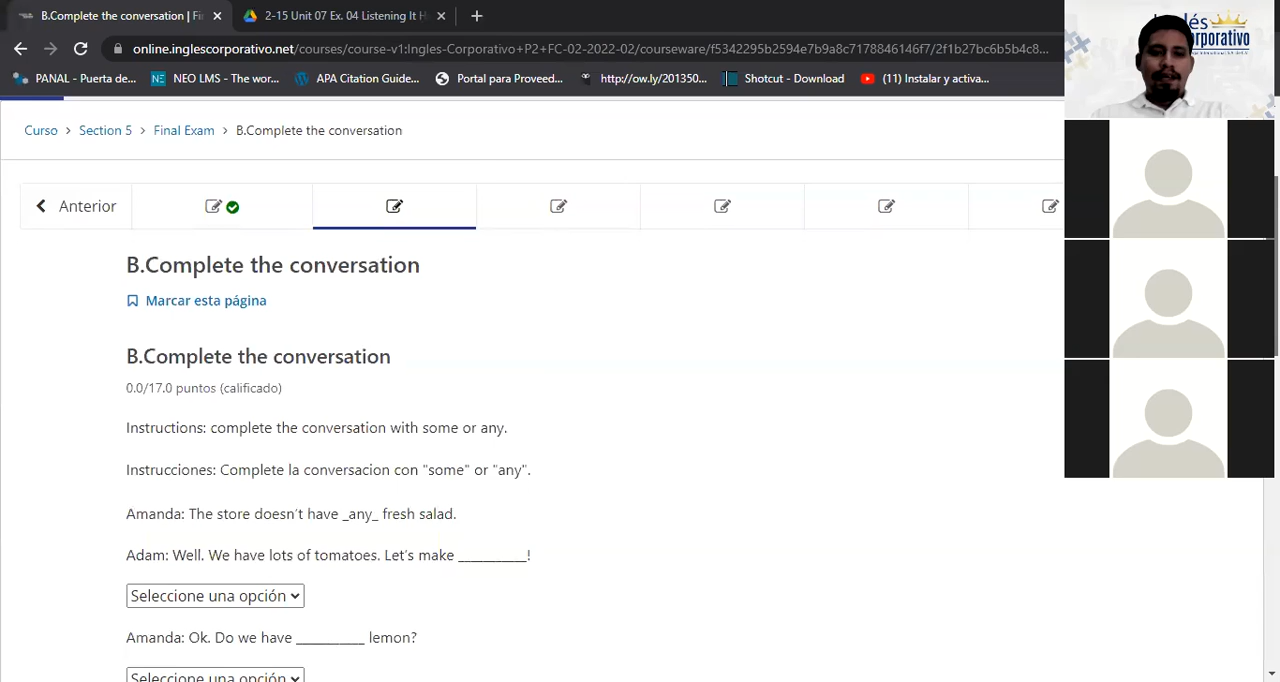 B.Complete the conversation | Fi
2-15 Unit 07 Ex. 04 Listening It H
online.inglescorporativo.net/courses/course-v1:Ingles-Corporativo+P2+FC-02-2022-02/courseware/f5342295b2594e7b9a8c7178846146f7/2f1b27bc6b5b4c8...
PANAL - Puerta de...
NEO LMS - The wor...
APA Citation Guide...
Portal para Proveed...
http://ow.ly/201350...
Shotcut - Download
(11) Instalar y activa...
Inglés
Corporativo
Curso > Section 5 > Final Exam > B.Complete the conversation
Anterior
B.Complete the conversation
Marcar esta página
B.Complete the conversation
0.0/17.0 puntos (calificado)
Instructions: complete the conversation with some or any.
Instrucciones: Complete la conversacion con "some" or "any".
Amanda: The store doesn´t have _any_ fresh salad.
Adam: Well. We have lots of tomatoes. Let´s make __________!
Seleccione una opción
Amanda: Ok. Do we have __________ lemon?
Seleccione una opción